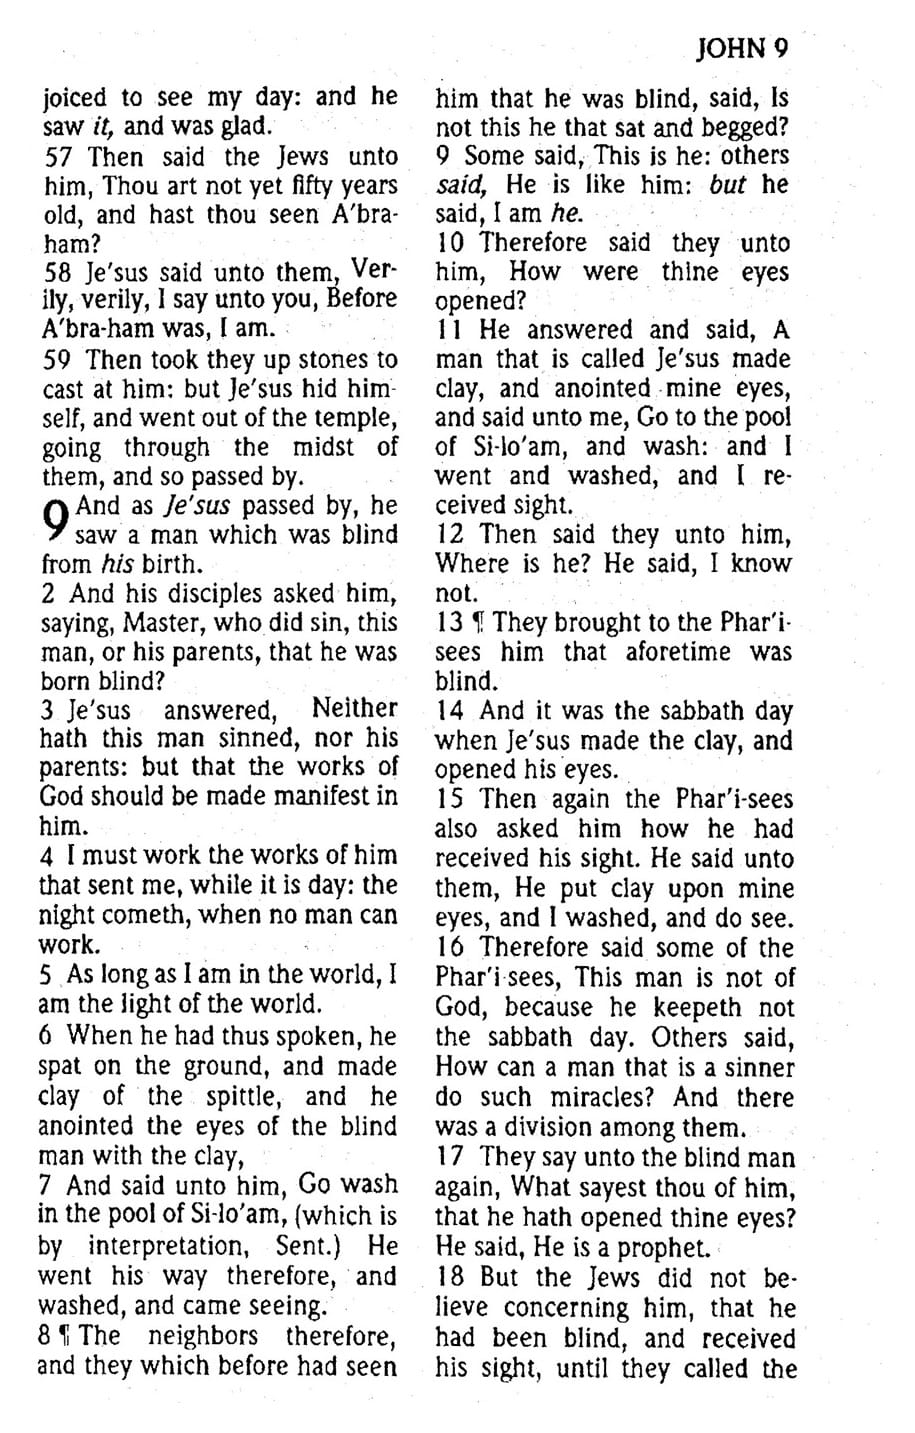 JOHN 9
joiced to see my day: and he
saw it, and was glad.
57 Then said the Jews unto
him, Thou art not yet fifty years
old, and hast thou seen A'bra-
ham?
58 Je'sus said unto them, Ver-
ily, verily, I say unto you, Before
A'bra-ham was, I am.
59 Then took they up stones to
cast at him: but Je'sus hid him-
self, and went out of the temple,
going through the midst of
them, and so passed by.
9 And as Je'sus passed by, he
saw a man which was blind
from his birth.
2 And his disciples asked him,
saying, Master, who did sin, this
man, or his parents, that he was
born blind?
3 Je'sus answered, Neither
hath this man sinned, nor his
parents: but that the works of
God should be made manifest in
him.
4 I must work the works of him
that sent me, while it is day: the
night cometh, when no man can
work.
5 As long as I am in the world, I
am the light of the world.
6 When he had thus spoken, he
spat on the ground, and made
clay of the spittle, and he
anointed the eyes of the blind
man with the clay,
7 And said unto him, Go wash
in the pool of Si-lo'am, (which is
by interpretation, Sent.) He
went his way therefore, and
washed, and came seeing.
8 ¶ The neighbors therefore,
and they which before had seen
him that he was blind, said, Is
not this he that sat and begged?
9 Some said, This is he: others
said, He is like him: but he
said, I am he.
10 Therefore said they unto
him, How were thine eyes
opened?
11 He answered and said, A
man that is called Je'sus made
clay, and anointed mine eyes,
and said unto me, Go to the pool
of Si-lo'am, and wash: and I
went and washed, and I re-
ceived sight.
12 Then said they unto him,
Where is he? He said, I know
not.
13 ¶ They brought to the Phar'i-
sees him that aforetime was
blind.
14 And it was the sabbath day
when Je'sus made the clay, and
opened his eyes.
15 Then again the Phar'i-sees
also asked him how he had
received his sight. He said unto
them, He put clay upon mine
eyes, and I washed, and do see.
16 Therefore said some of the
Phar'i-sees, This man is not of
God, because he keepeth not
the sabbath day. Others said,
How can a man that is a sinner
do such miracles? And there
was a division among them.
17 They say unto the blind man
again, What sayest thou of him,
that he hath opened thine eyes?
He said, He is a prophet.
18 But the Jews did not be-
lieve concerning him, that he
had been blind, and received
his sight, until they called the